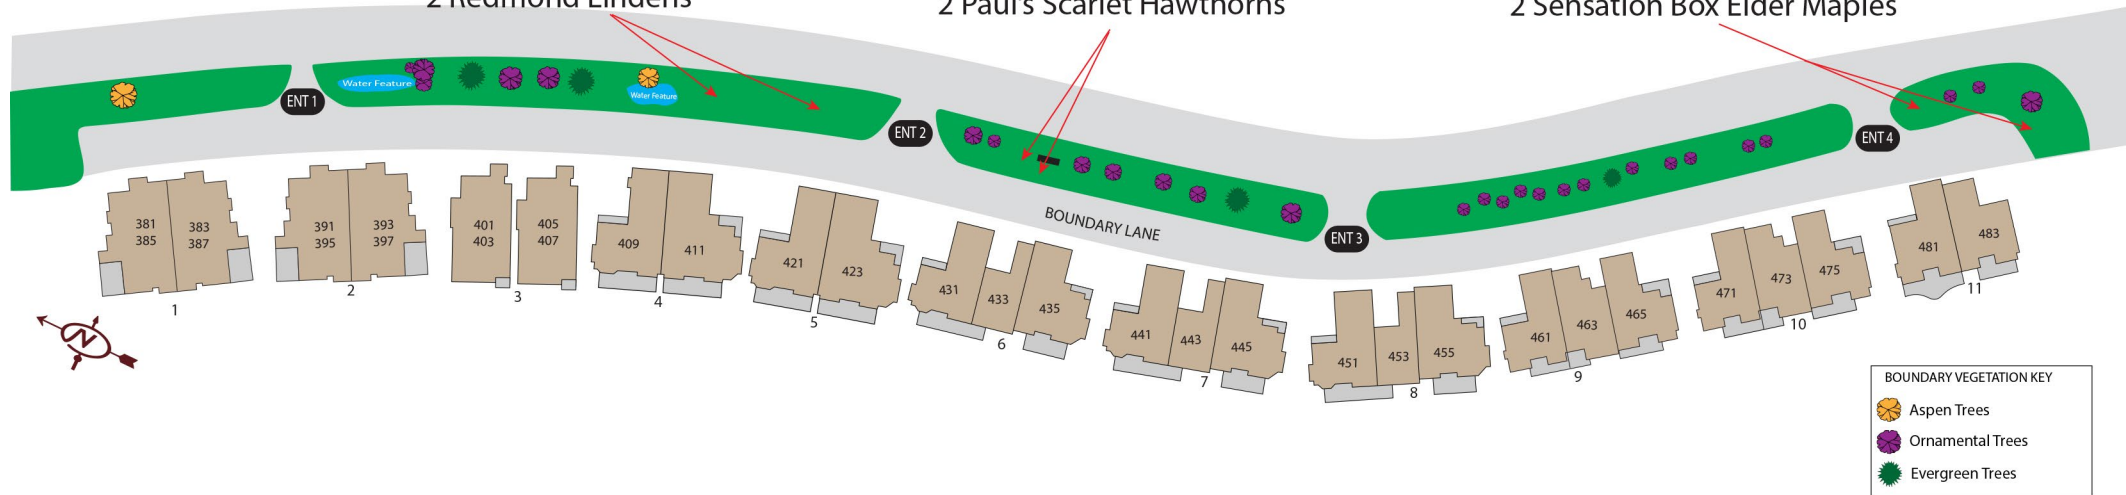 2 Redmond Lindens
2 Paul's Scarlet Hawthorns
2 Sensation Box Elder Maples
Water Feature
Water Feature
ENT 1
ENT 2
ENT 3
ENT 4
BOUNDARY LANE
381
385
383
387
1
391
395
393
397
2
401
403
405
407
3
409
411
4
421
423
5
431
433
435
6
441
443
445
7
451
453
455
8
461
463
465
9
471
473
475
10
481
483
11
N
BOUNDARY VEGETATION KEY
Aspen Trees
Ornamental Trees
Evergreen Trees